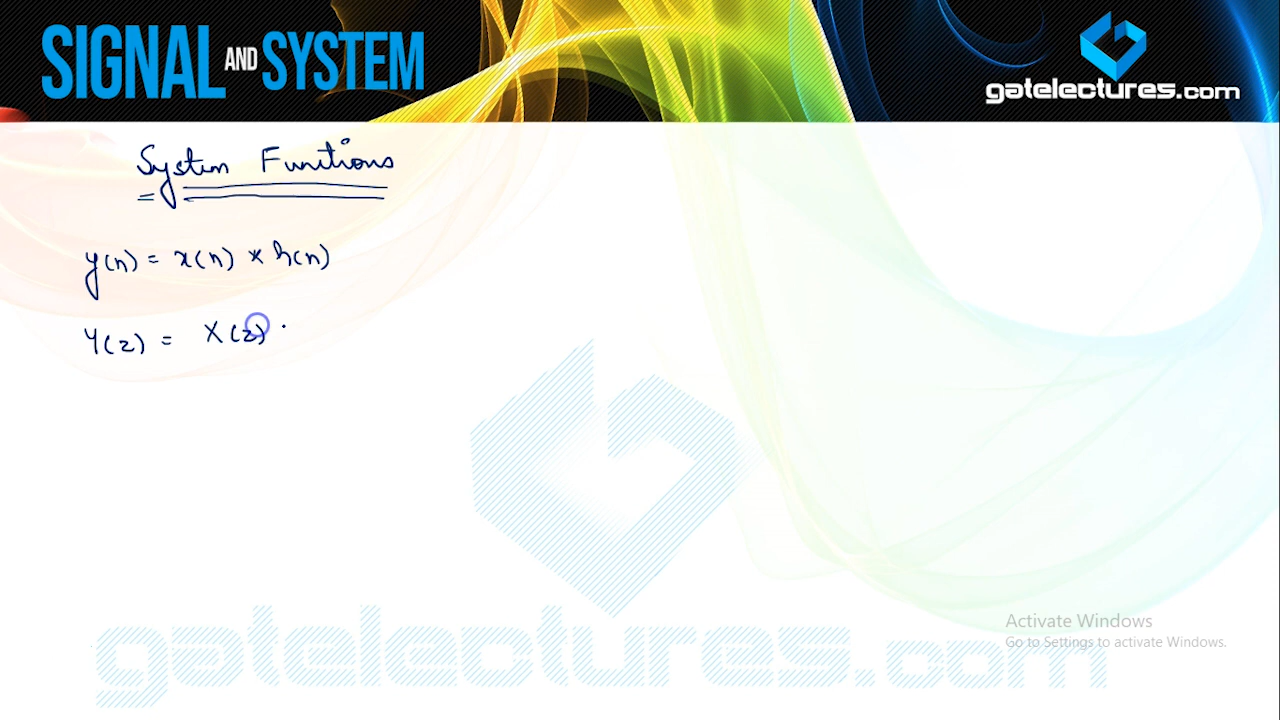 SIGNAL AND SYSTEM
gatelectures.com
System Functions
y(n) = x(n) * h(n)
Y(z) = X(z) .
gatelectures.com
Activate Windows
Go to Settings to activate Windows.